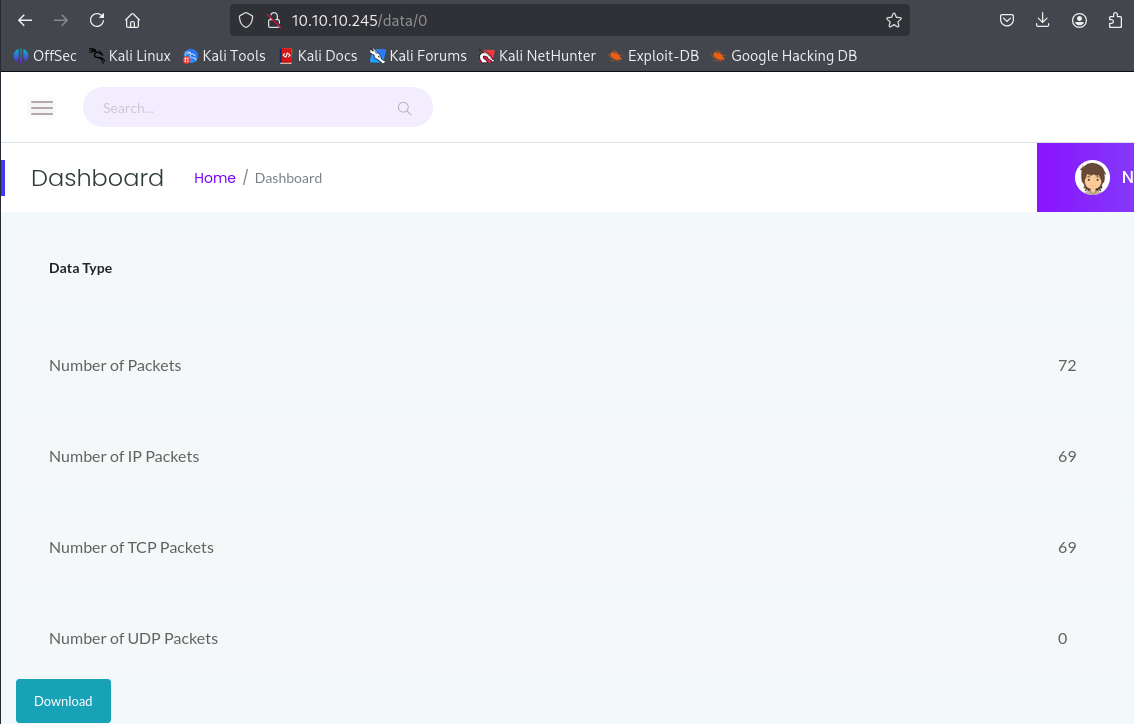 10.10.10.245/data/0
OffSec Kali Linux Kali Tools Kali Docs Kali Forums Kali NetHunter Exploit-DB Google Hacking DB
Search...
Dashboard Home / Dashboard N
Data Type
Number of Packets 72
Number of IP Packets 69
Number of TCP Packets 69
Number of UDP Packets 0
Download